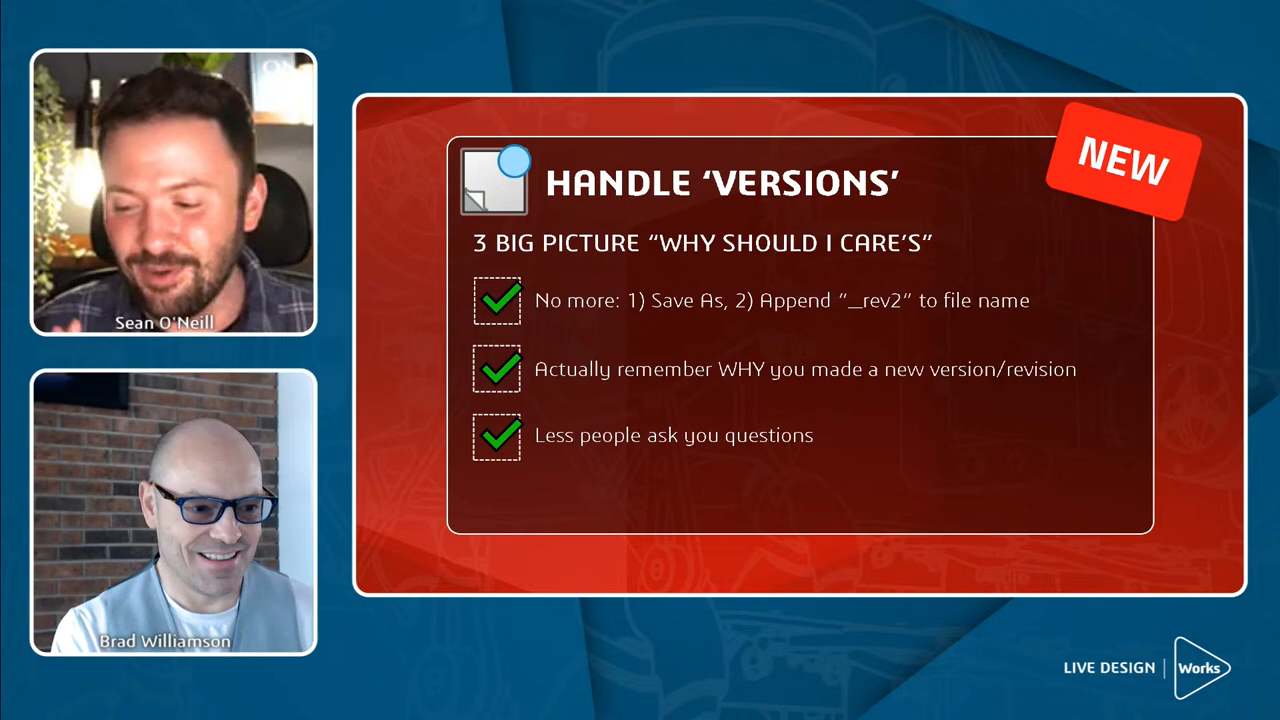 Sean O'Neill
Brad Williamson
NEW
HANDLE 'VERSIONS'
3 BIG PICTURE "WHY SHOULD I CARE'S"
No more: 1) Save As, 2) Append "_rev2" to file name
Actually remember WHY you made a new version/revision
Less people ask you questions
LIVE DESIGN | Works